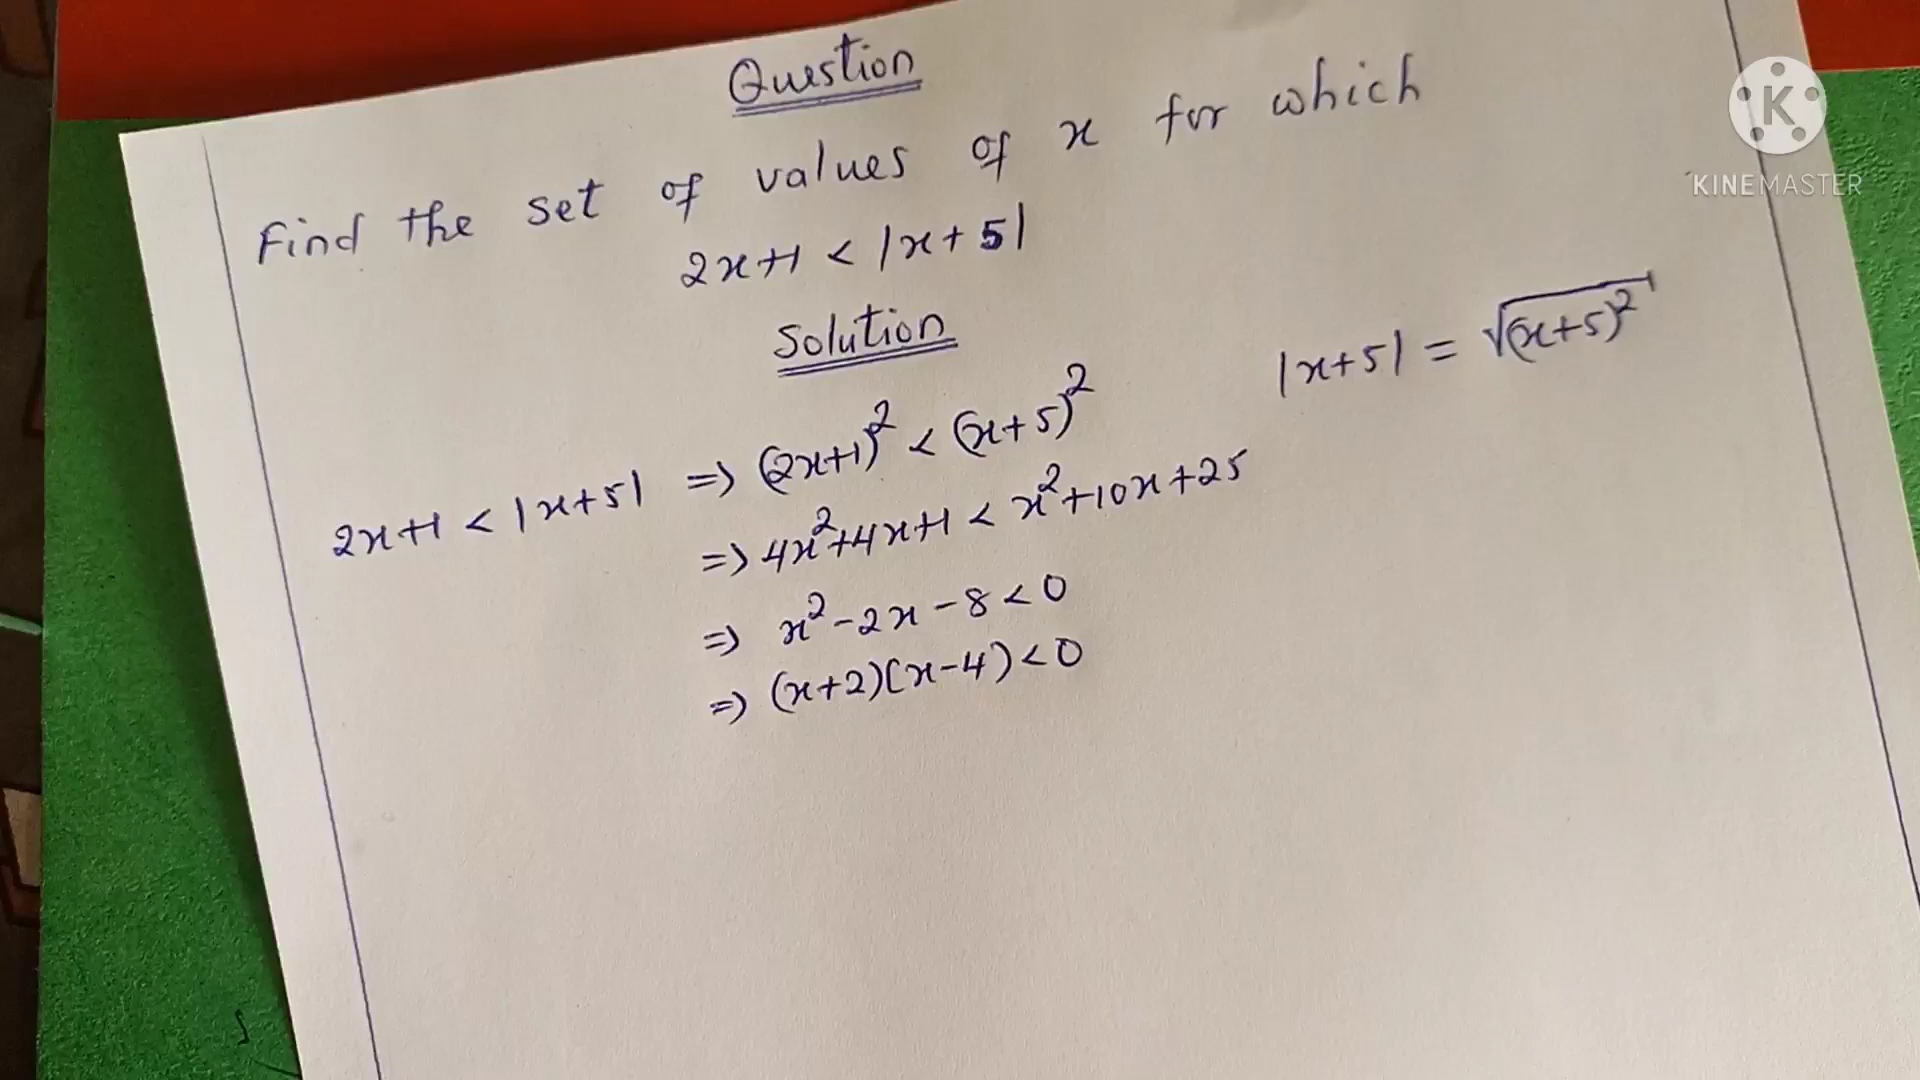 Question
Find the set of values of x for which
2x+1 < |x+5|
Solution
|x+5| = √(x+5)²
2x+1 < |x+5| => (2x+1)² < (x+5)²
=> 4x²+4x+1 < x²+10x+25
=> x²-2x-8<0
=> (x+2)(x-4)<0
K
KINEMASTER